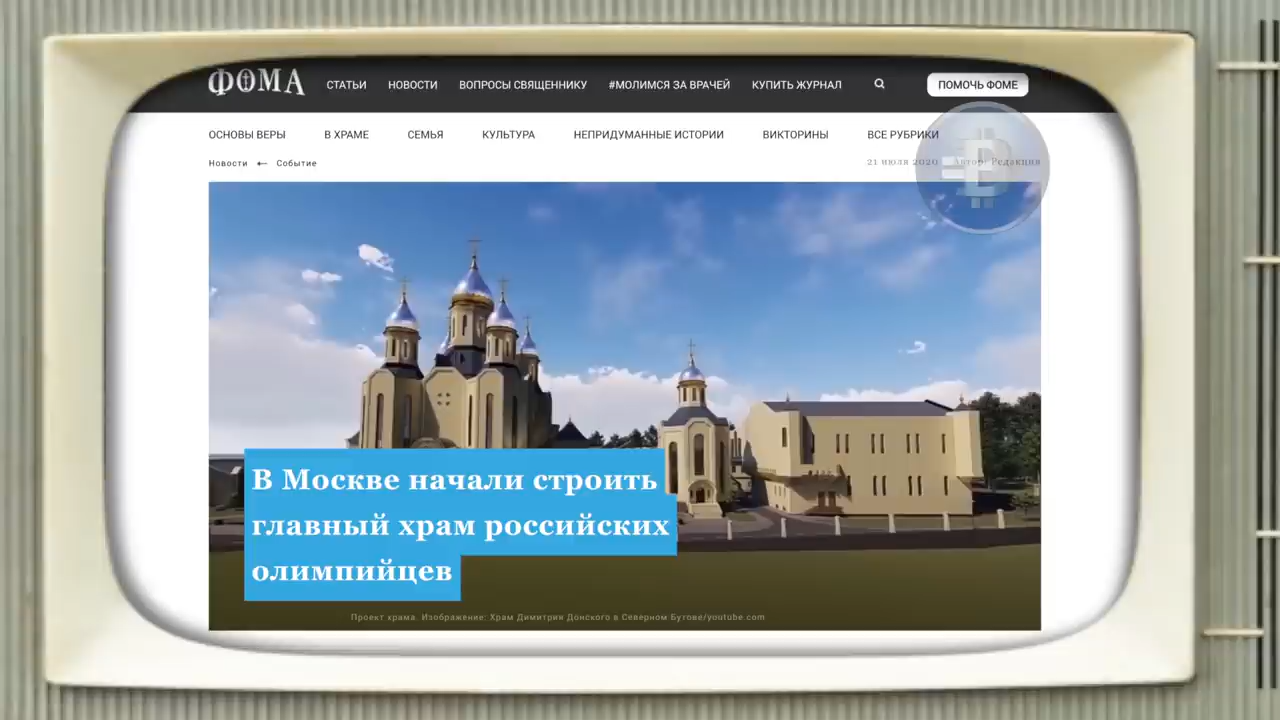 ФОМА СТАТЬИ НОВОСТИ ВОПРОСЫ СВЯЩЕННИКУ #МОЛИМСЯ ЗА ВРАЧЕЙ КУПИТЬ ЖУРНАЛ ПОМОЧЬ ФОМЕ
ОСНОВЫ ВЕРЫ В ХРАМЕ СЕМЬЯ КУЛЬТУРА НЕПРИДУМАННЫЕ ИСТОРИИ ВИКТОРИНЫ ВСЕ РУБРИКИ
Новости ← Событие 21 июля 2020 Автор: Редакция
В Москве начали строить
главный храм российских
олимпийцев
Проект храма. Изображение: Храм Димитрия Донского в Северном Бутове/youtube.com